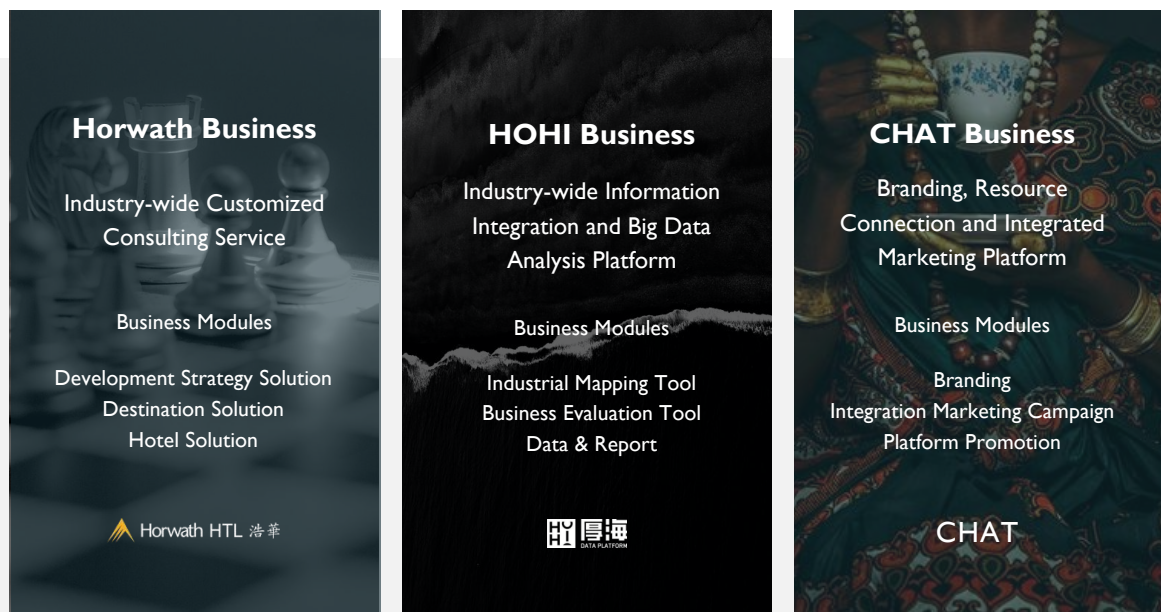 Horwath Business
Industry-wide Customized
Consulting Service
Business Modules
Development Strategy Solution
Destination Solution
Hotel Solution
Horwath HTL 浩華
HOHI Business
Industry-wide Information
Integration and Big Data
Analysis Platform
Business Modules
Industrial Mapping Tool
Business Evaluation Tool
Data & Report
HOHI 厚海
DATA PLATFORM
CHAT Business
Branding, Resource
Connection and Integrated
Marketing Platform
Business Modules
Branding
Integration Marketing Campaign
Platform Promotion
CHAT